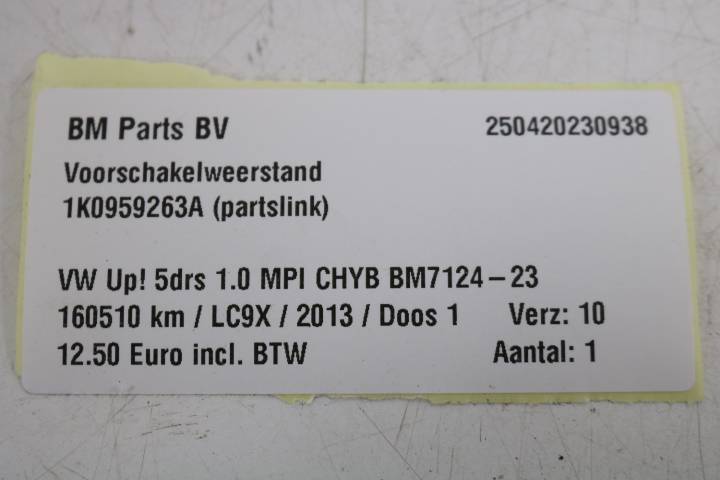 BM Parts BV 250420230938
Voorschakelweerstand
1K0959263A (partslink)
VW Up! 5drs 1.0 MPI CHYB BM7124-23
160510 km / LC9X / 2013 / Doos 1 Verz: 10
12.50 Euro incl. BTW Aantal: 1